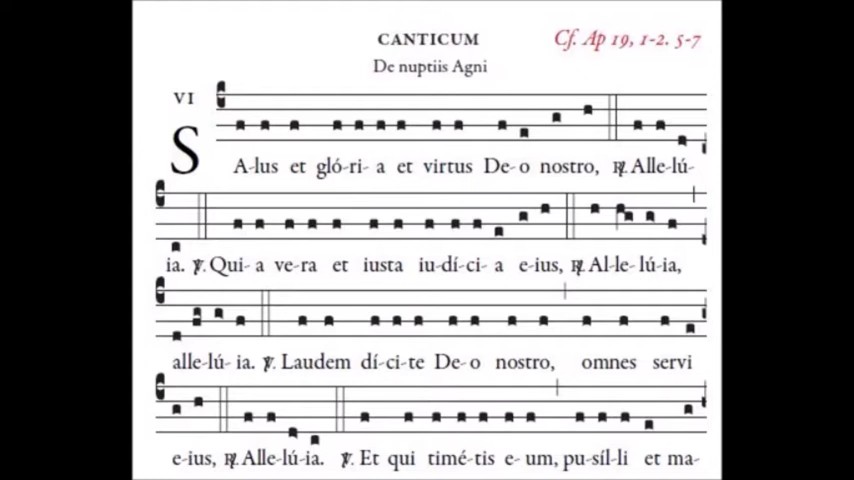 CANTICUM
Cf. Ap 19, 1-2. 5-7
De nuptiis Agni
VI
SA-lus et gló-ri-a et virtus De-o nostro, ℟. Alle-lú-
ia. ℣. Qui-a ve-ra et iusta iu-dí-ci-a e-ius, ℟. Al-le-lú-ia,
alle-lú-ia. ℣. Laudem dí-ci-te De-o nostro, omnes servi
e-ius, ℟. Alle-lú-ia. ℣. Et qui timé-tis e-um, pu-síl-li et ma-